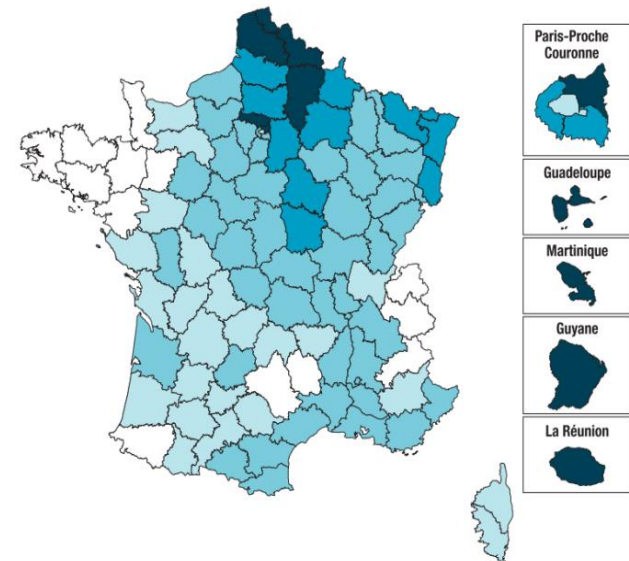 Paris-Proche
Couronne
Guadeloupe
Martinique
Guyane
La Réunion